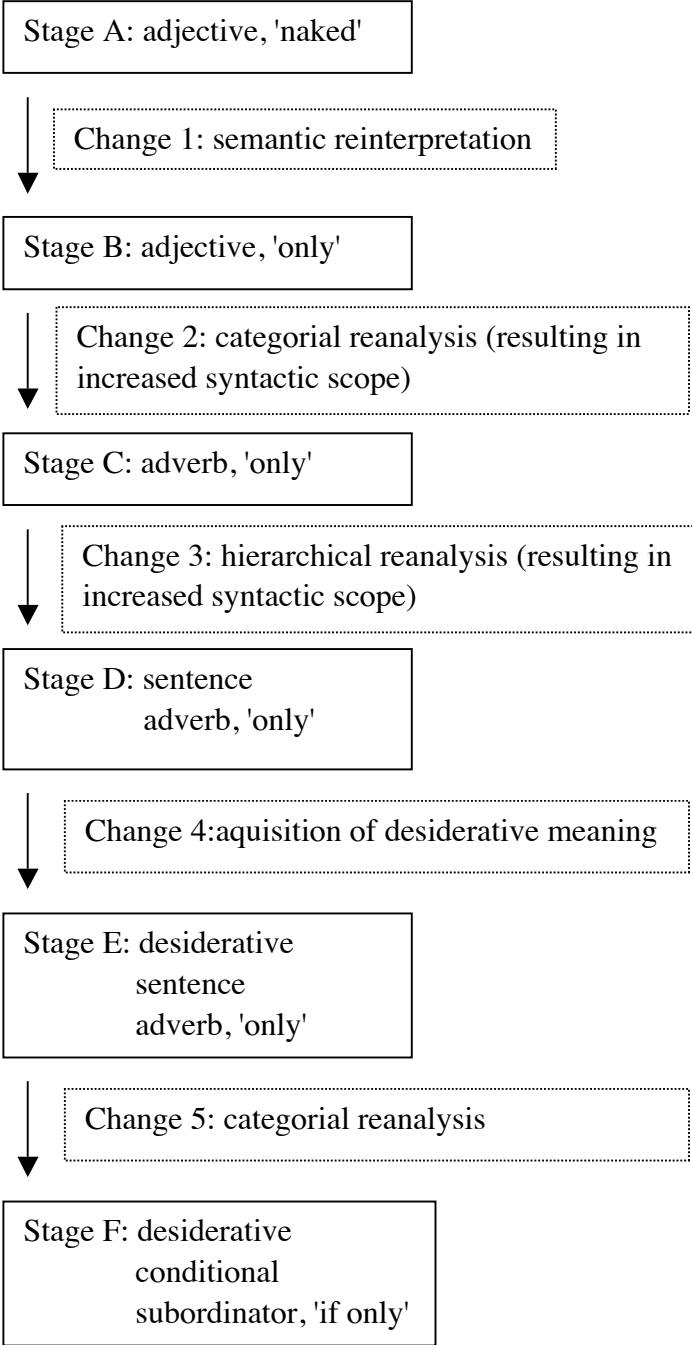 Stage A: adjective, 'naked'
Change 1: semantic reinterpretation
Stage B: adjective, 'only'
Change 2: categorial reanalysis (resulting in
increased syntactic scope)
Stage C: adverb, 'only'
Change 3: hierarchical reanalysis (resulting in
increased syntactic scope)
Stage D: sentence
adverb, 'only'
Change 4:aquisition of desiderative meaning
Stage E: desiderative
sentence
adverb, 'only'
Change 5: categorial reanalysis
Stage F: desiderative
conditional
subordinator, 'if only'